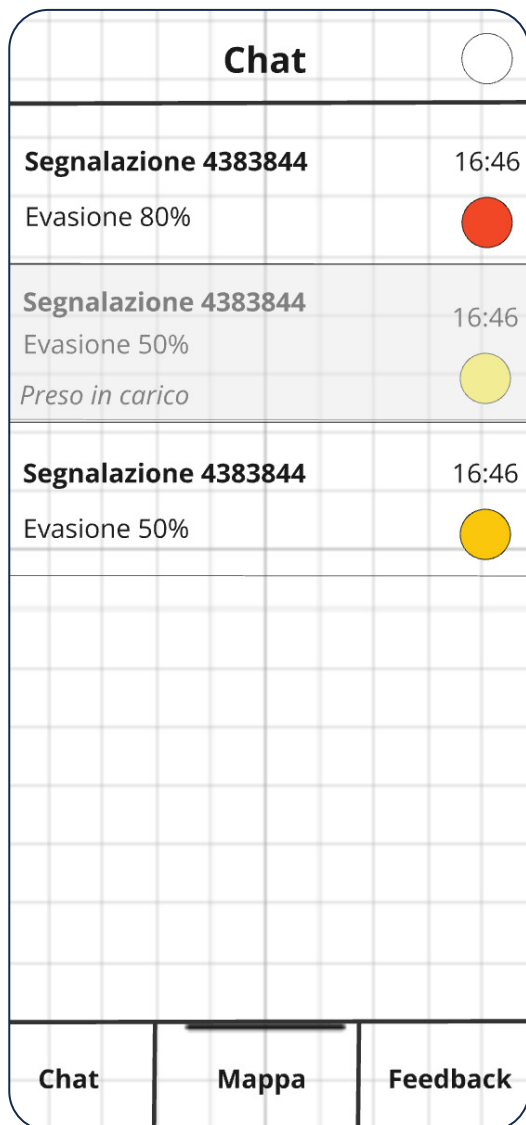 Chat
Segnalazione 4383844 16:46
Evasione 80%
Segnalazione 4383844 16:46
Evasione 50%
Preso in carico
Segnalazione 4383844 16:46
Evasione 50%
Chat Mappa Feedback